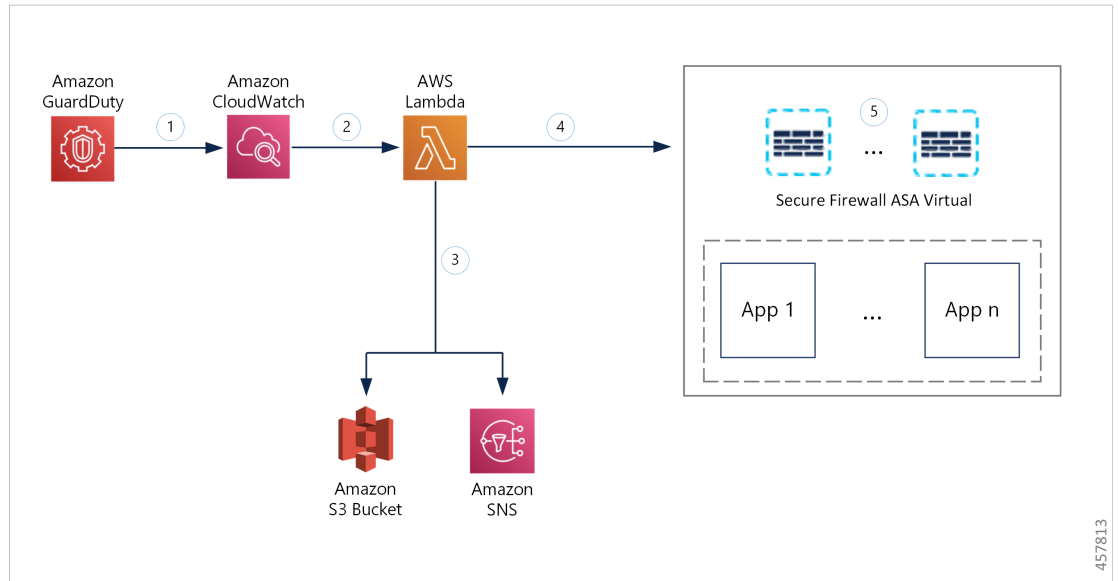 Amazon
GuardDuty
1
Amazon
CloudWatch
2
AWS
Lambda
4
5
...
Secure Firewall ASA Virtual
3
App 1
...
App n
Amazon
S3 Bucket
Amazon
SNS
457813